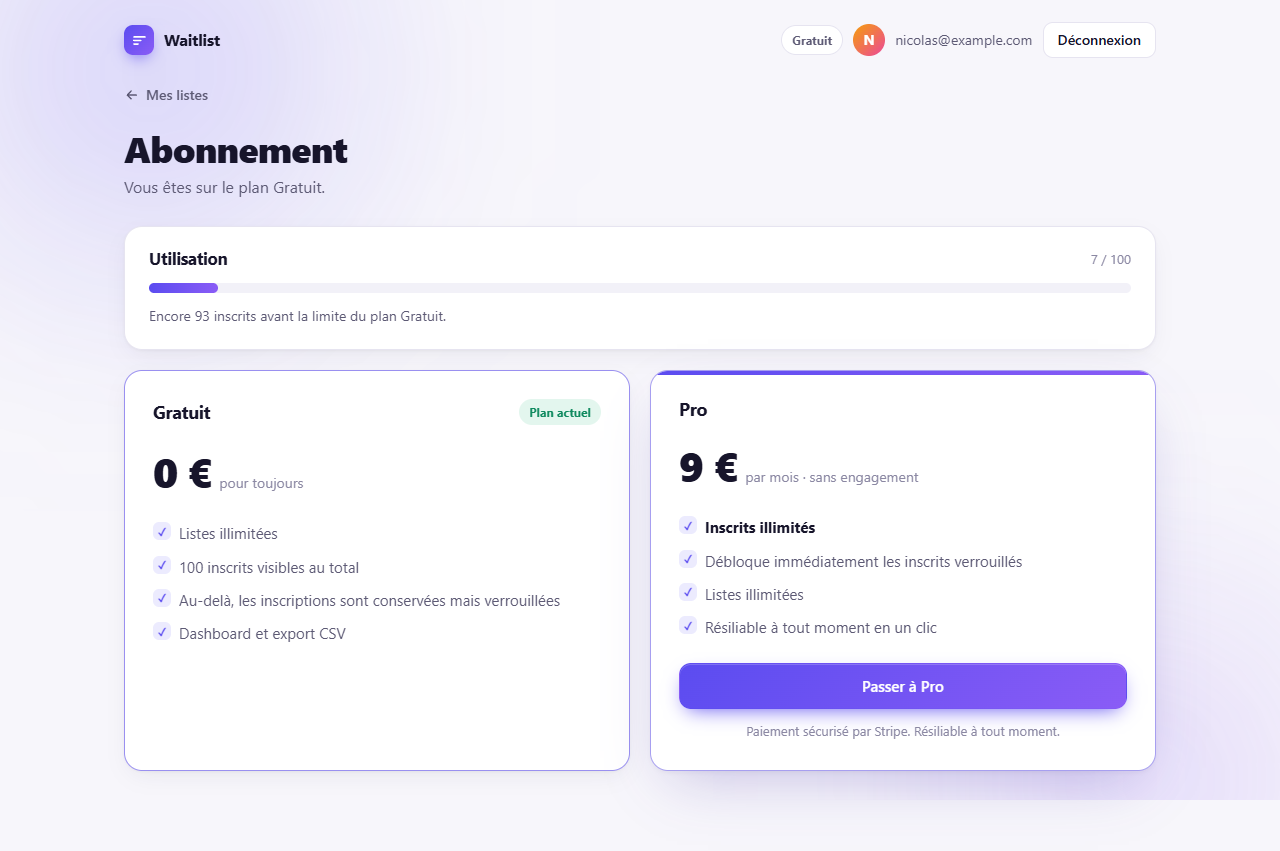 Waitlist
Gratuit
N
nicolas@example.com
Déconnexion
← Mes listes
Abonnement
Vous êtes sur le plan Gratuit.
Utilisation
7 / 100
Encore 93 inscrits avant la limite du plan Gratuit.
Gratuit
Plan actuel
0 € pour toujours
✓ Listes illimitées
✓ 100 inscrits visibles au total
✓ Au-delà, les inscriptions sont conservées mais verrouillées
✓ Dashboard et export CSV
Pro
9 € par mois · sans engagement
✓ Inscrits illimités
✓ Débloque immédiatement les inscrits verrouillés
✓ Listes illimitées
✓ Résiliable à tout moment en un clic
Passer à Pro
Paiement sécurisé par Stripe. Résiliable à tout moment.